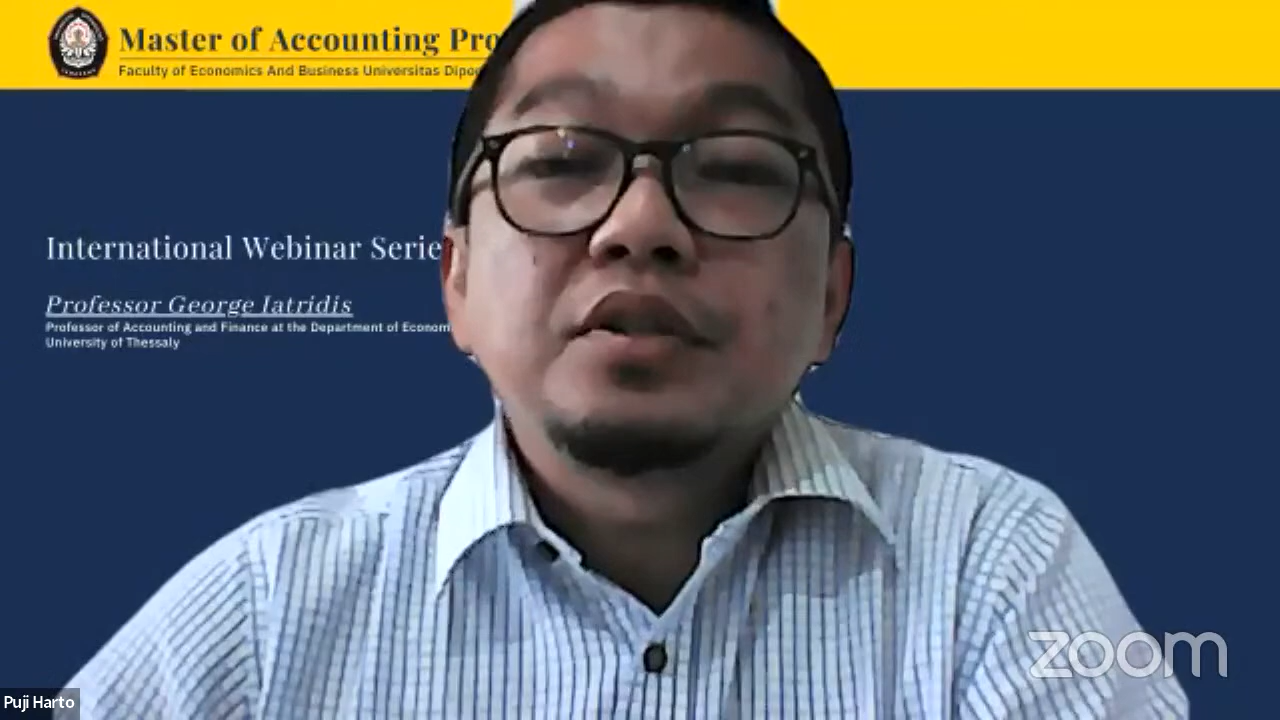 Master of Accounting Pro
Faculty of Economics And Business Universitas Dipo
International Webinar Serie
Professor George Iatridis
Professor of Accounting and Finance at the Department of Econom
University of Thessaly
zoom
Puji Harto